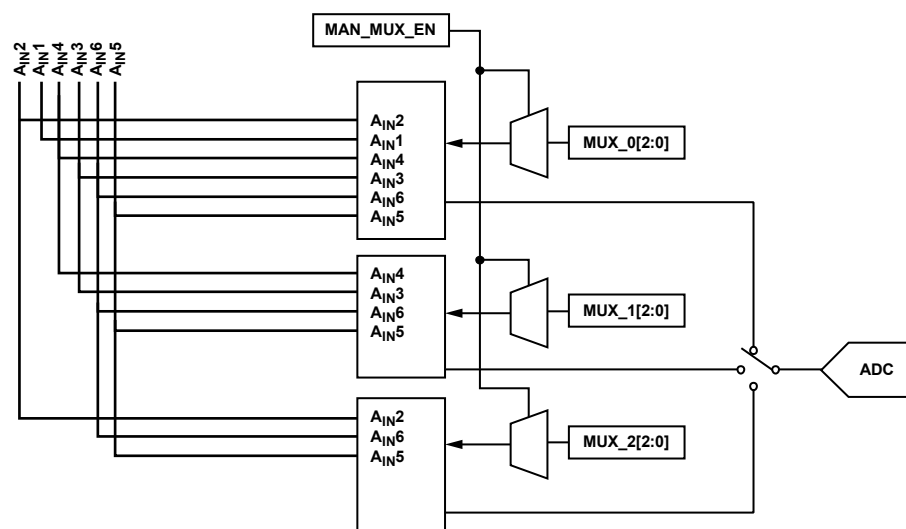 MAN_MUX_EN
AIN2
AIN1
AIN4
AIN3
AIN6
AIN5
AIN2
AIN1
AIN4
AIN3
AIN6
AIN5
MUX_0[2:0]
AIN4
AIN3
AIN6
AIN5
MUX_1[2:0]
ADC
AIN2
AIN6
AIN5
MUX_2[2:0]